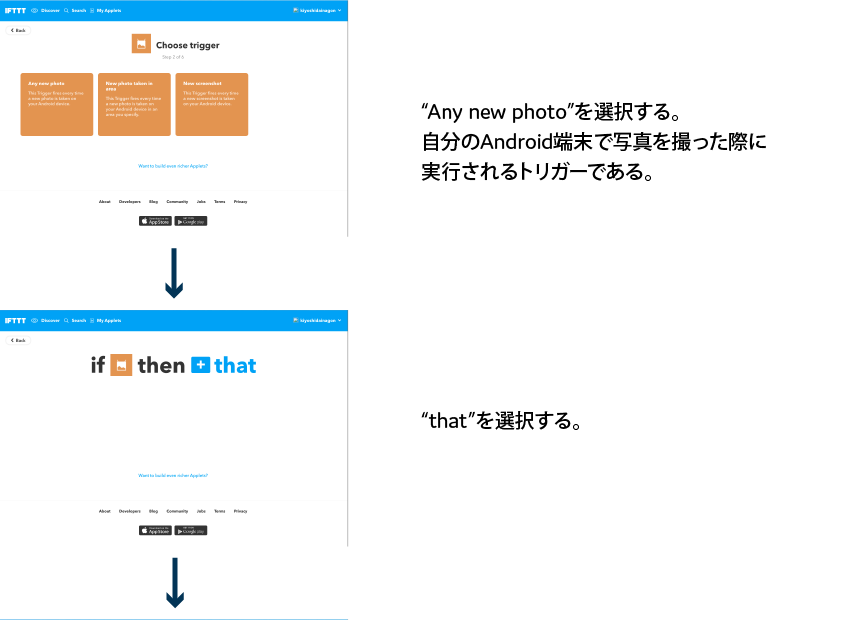 IFTTT Discover Search My Applets kiyoshidainagon
Back
Choose trigger
Step 2 of 6
Any new photo
This Trigger fires every time
a new photo is taken on
your Android device.
New photo taken in
area
This Trigger fires every time
a new photo is taken on
your Android device in an
area you specify.
New screenshot
This Trigger fires every time
a new screenshot is taken
on your Android device.
Want to build even richer Applets?
About Developers Blog Community Jobs Terms Privacy
App Store
Google play
“Any new photo”を選択する。
自分のAndroid端末で写真を撮った際に
実行されるトリガーである。
IFTTT Discover Search My Applets kiyoshidainagon
Back
if then that
Want to build even richer Applets?
About Developers Blog Community Jobs Terms Privacy
App Store
Google play
“that”を選択する。